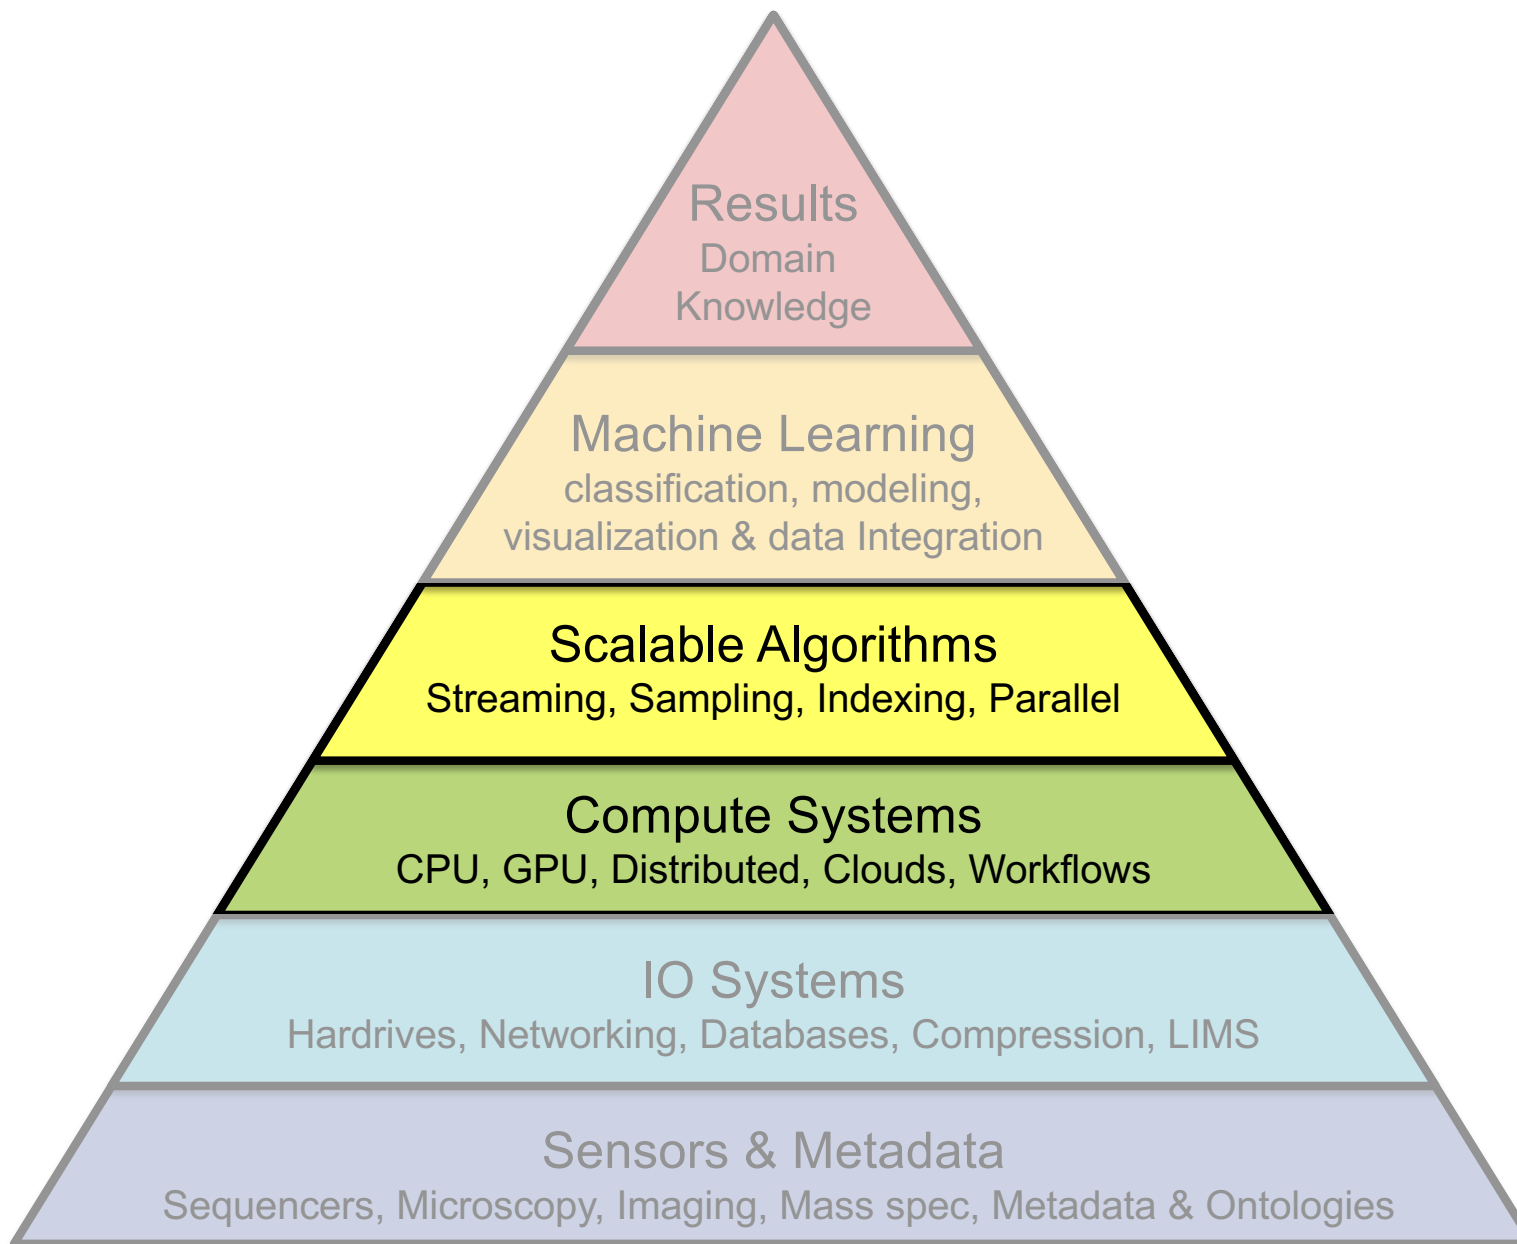 Results
Domain
Knowledge
Machine Learning
classification, modeling,
visualization & data Integration
Scalable Algorithms
Streaming, Sampling, Indexing, Parallel
Compute Systems
CPU, GPU, Distributed, Clouds, Workflows
IO Systems
Hardrives, Networking, Databases, Compression, LIMS
Sensors & Metadata
Sequencers, Microscopy, Imaging, Mass spec, Metadata & Ontologies